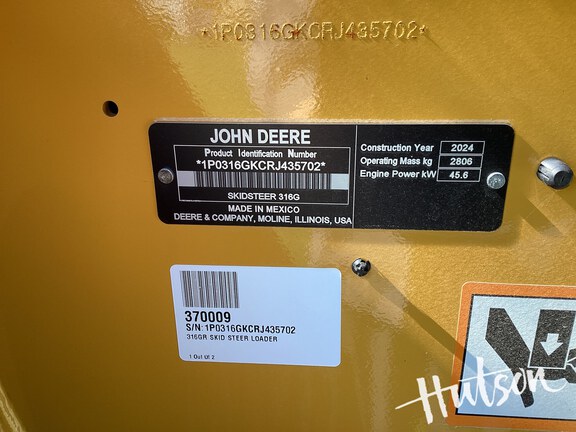 *1P0316GKCRJ435702*
JOHN DEERE
Product Identification Number
*1P0316GKCRJ435702*
SKIDSTEER 316G
MADE IN MEXICO
DEERE & COMPANY, MOLINE, ILLINOIS, USA
Construction Year 2024
Operating Mass kg 2806
Engine Power kW 45.6
370009
S/N: 1P0316GKCRJ435702
316GR SKID STEER LOADER
1 Out Of 2
Hutson